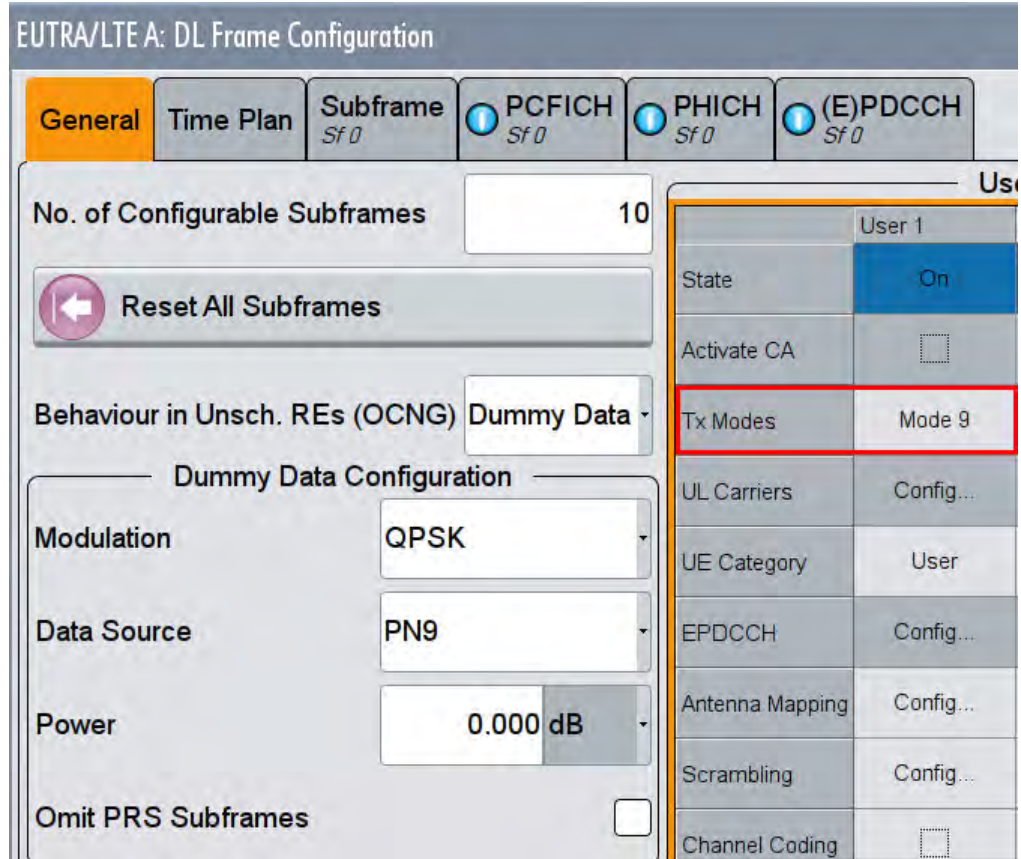 EUTRA/LTE A: DL Frame Configuration
General
Time Plan
Subframe
Sf 0
PCFICH
Sf 0
PHICH
Sf 0
(E)PDCCH
Sf 0
No. of Configurable Subframes 10
Reset All Subframes
Behaviour in Unsch. REs (OCNG) Dummy Data
Dummy Data Configuration
Modulation QPSK
Data Source PN9
Power 0.000 dB
Omit PRS Subframes
User 1
State On
Activate CA
Tx Modes Mode 9
UL Carriers Config...
UE Category User
EPDCCH Config...
Antenna Mapping Config...
Scrambling Config...
Channel Coding